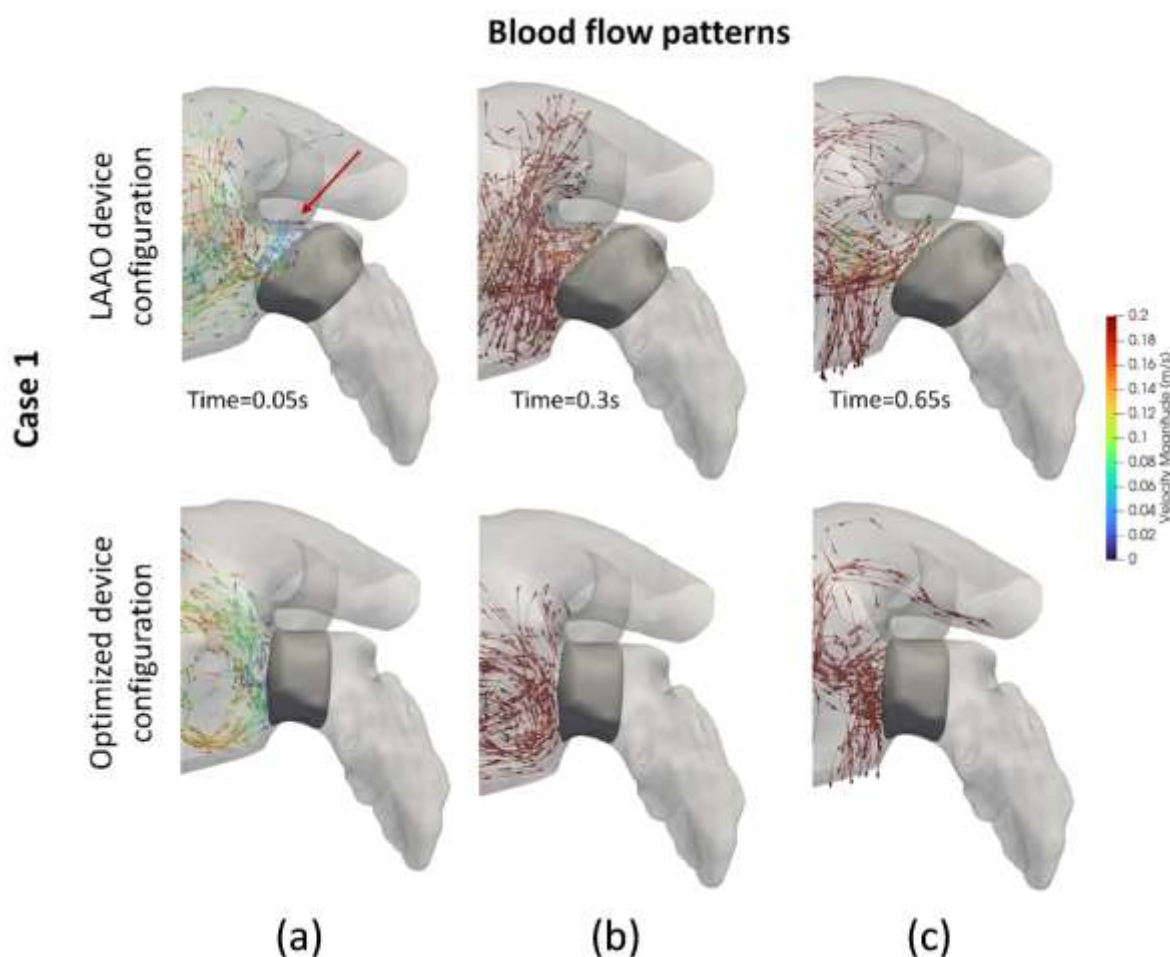 Blood flow patterns
Case 1
LAAO device
configuration
Time=0.05s
Time=0.3s
Time=0.65s
0.2
0.18
0.16
0.14
0.12
0.1
0.08
0.06
0.04
0.02
0
Velocity Magnitude (m/s)
Optimized device
configuration
(a)
(b)
(c)